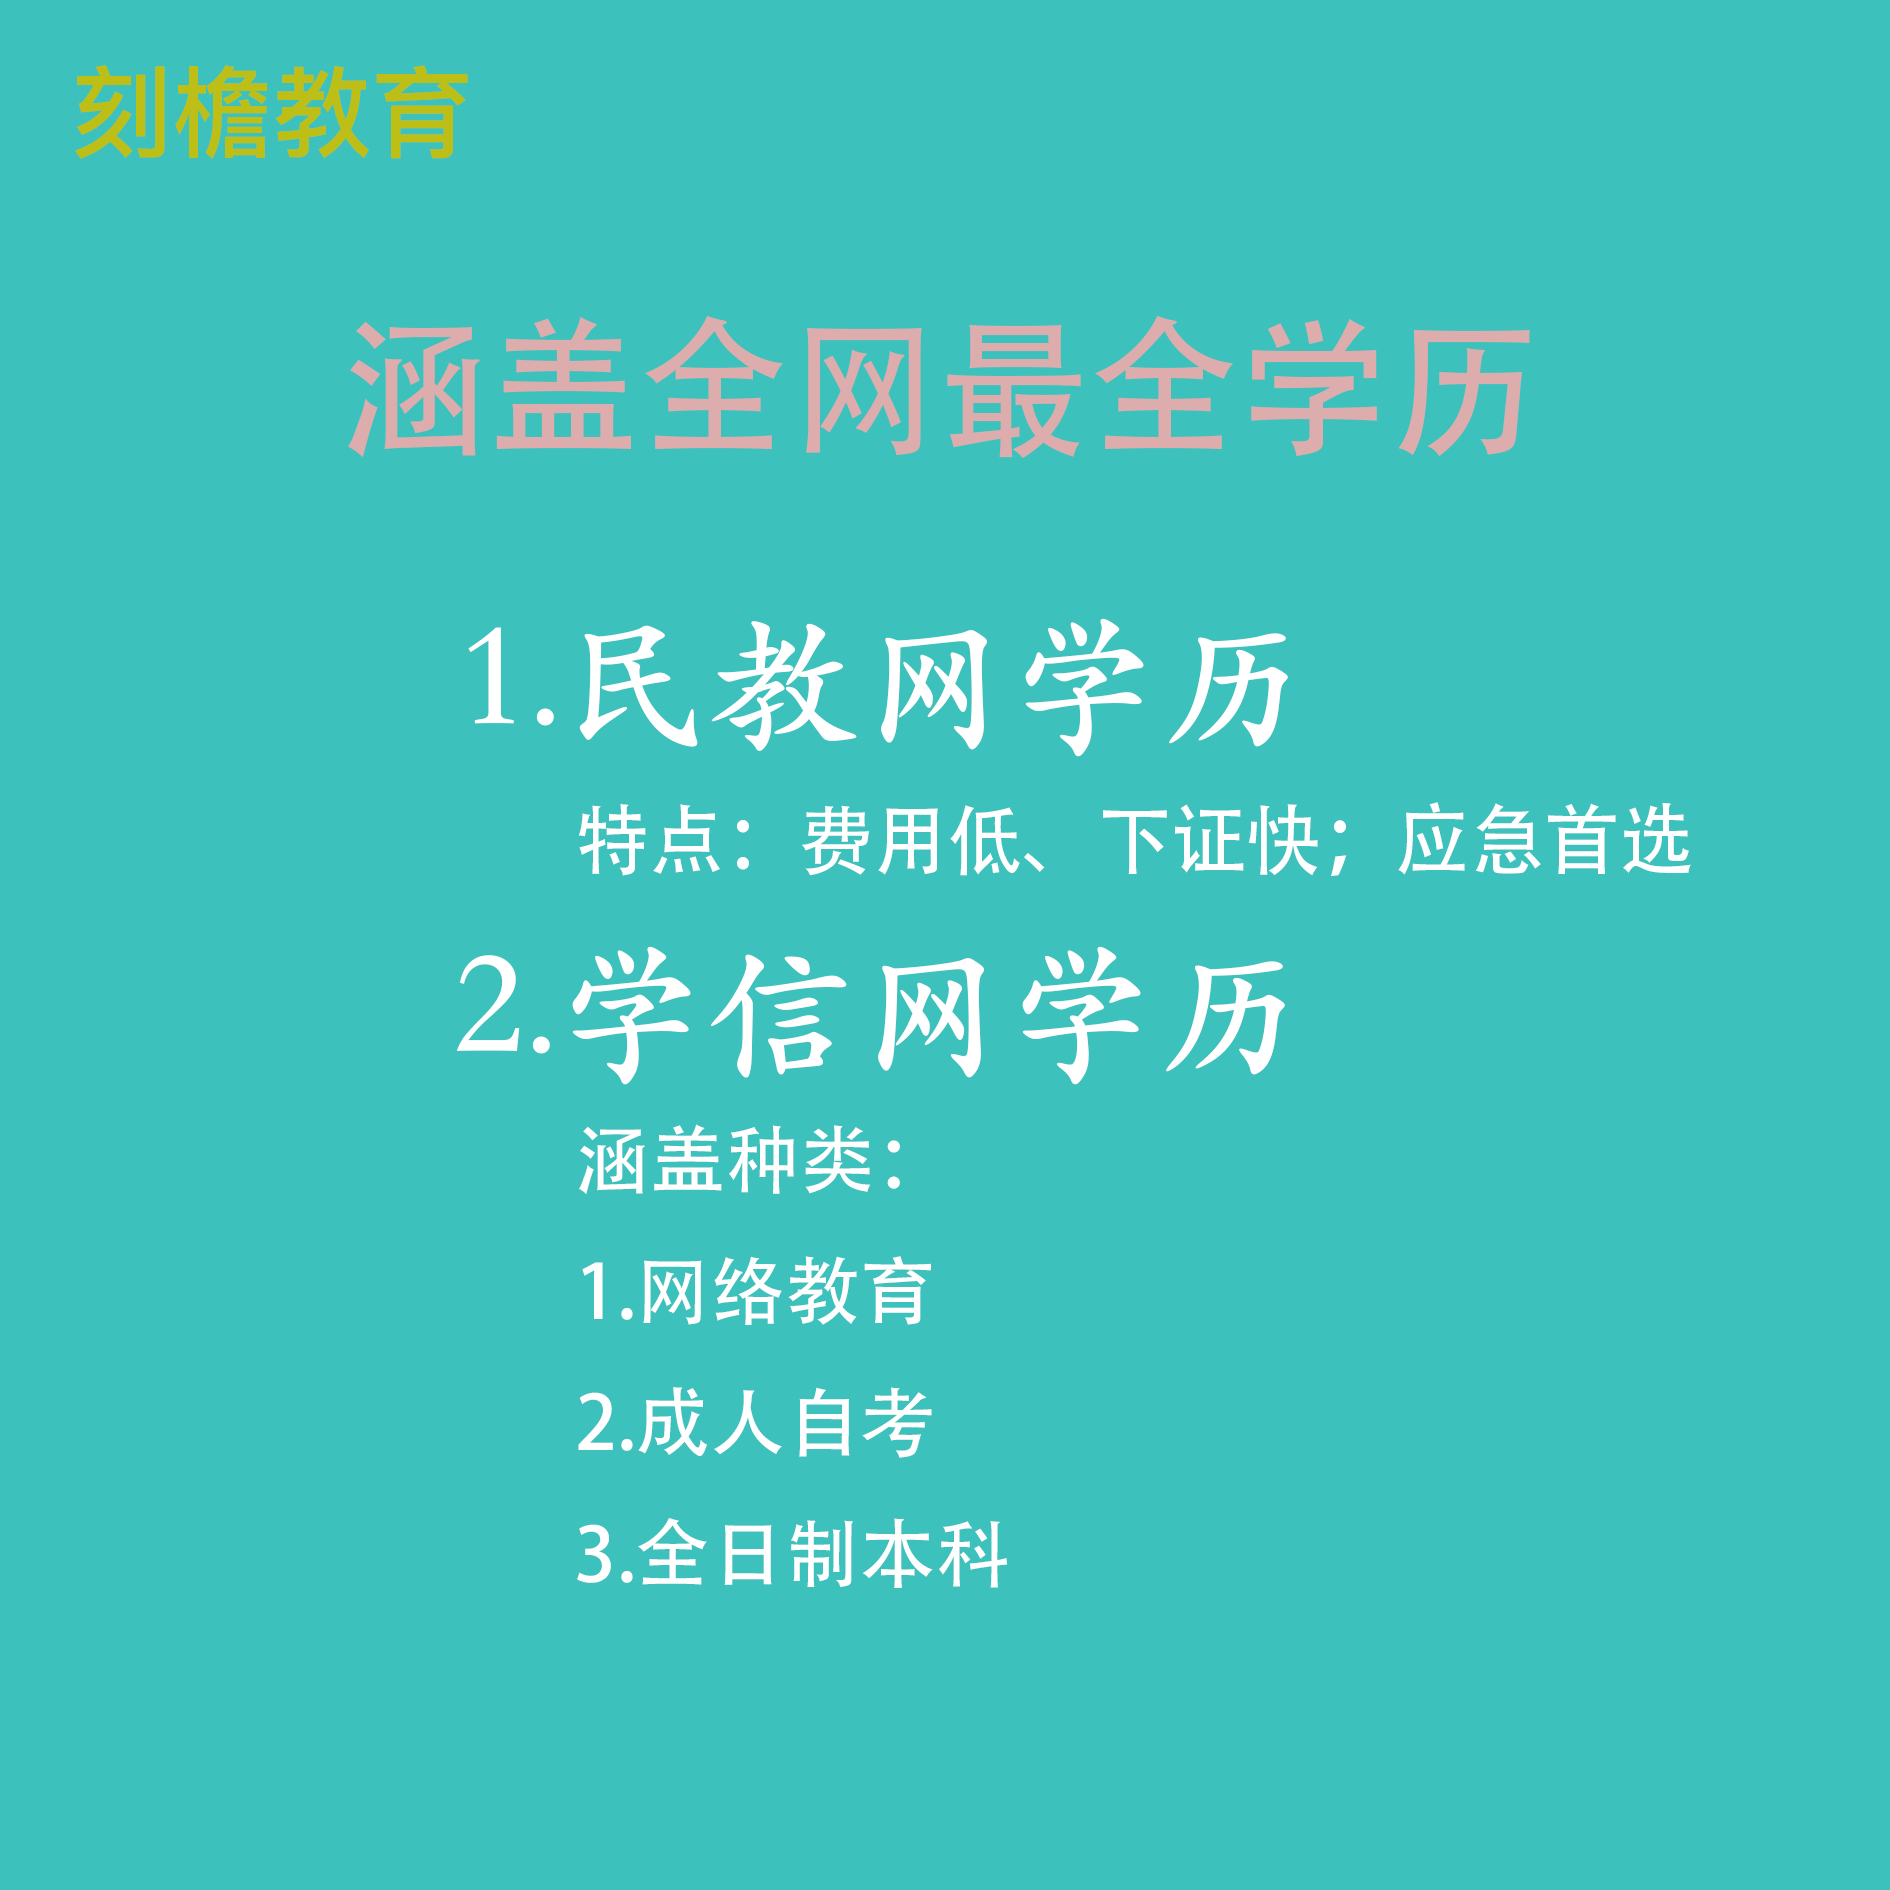 刻檐教育
涵盖全网最全学历
1.民教网学历
特点：费用低、下证快；应急首选
2.学信网学历
涵盖种类：
1.网络教育
2.成人自考
3.全日制本科